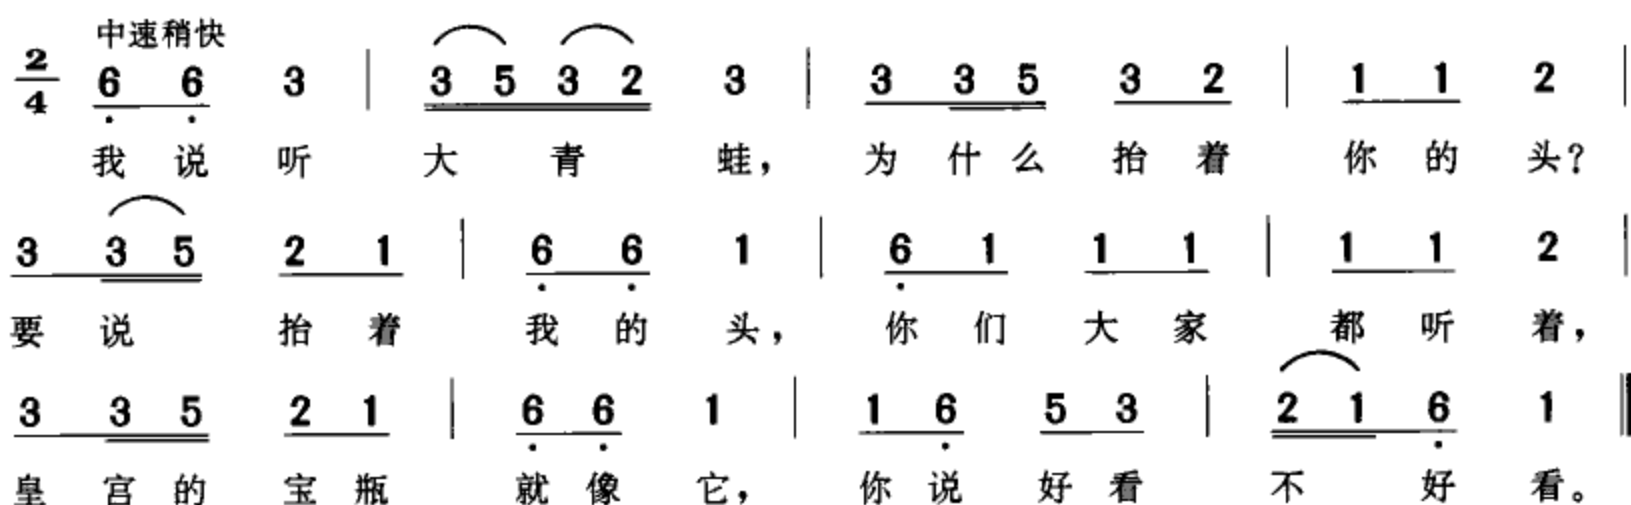 中速稍快
2/4 6 6 3 | 3 5 3 2 3 | 3 3 5 3 2 | 1 1 2 |
我 说 听 大 青 蛙， 为 什 么 抬 着 你 的 头？
3 3 5 2 1 | 6 6 1 | 6 1 1 1 | 1 1 2 |
要 说 抬 着 我 的 头， 你 们 大 家 都 听 着，
3 3 5 2 1 | 6 6 1 | 1 6 5 3 | 2 1 6 1 ‖
皇 宫 的 宝 瓶 就 像 它， 你 说 好 看 不 好 看。